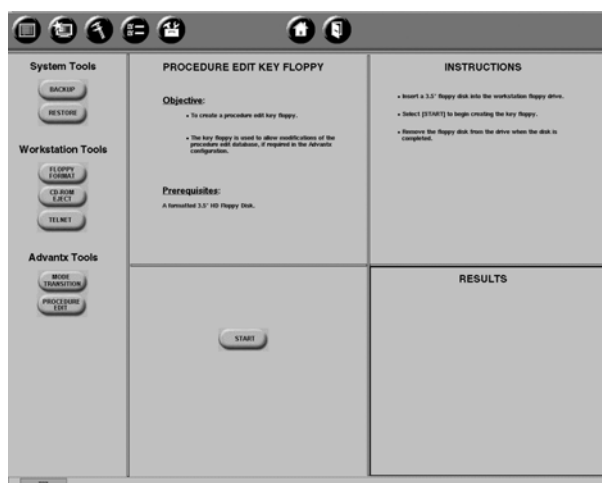 System Tools
BACKUP
RESTORE
Workstation Tools
FLOPPY
FORMAT
CD-ROM
EJECT
TELNET
Advantx Tools
MODE
TRANSITION
PROCEDURE
EDIT
PROCEDURE EDIT KEY FLOPPY
Objective:
• To create a procedure edit key floppy.
• The key floppy is used to allow modifications of the
procedure edit database, if required in the Advantx
configuration.
Prerequisites:
A formatted 3.5" HD Floppy Disk.
START
INSTRUCTIONS
• Insert a 3.5" floppy disk into the workstation floppy drive.
• Select [START] to begin creating the key floppy.
• Remove the floppy disk from the drive when the disk is
completed.
RESULTS